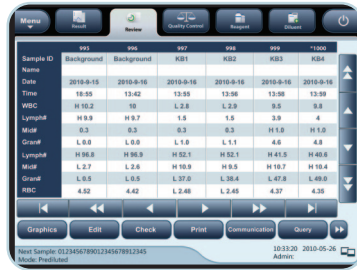 Menu Result Review Quality Control Reagent Diluent
995 996 997 998 999 *1000
Sample ID Background Background KB1 KB2 KB3 KB4
Name
Date 2010-9-15 2010-9-16 2010-9-16 2010-9-16 2010-9-16 2010-9-16
Time 18:55 13:42 13:55 13:56 13:58 13:59
WBC H 10.2 10 L 2.8 L 2.9 9.5 9.8
Lymph# H 9.9 H 9.7 1.5 1.5 3.9 4
Mid# 0.3 0.3 0.3 0.3 H 1.0 H 1.0
Gran# L 0.0 L 0.0 L 1.0 L 1.1 4.6 4.8
Lymph# H 96.8 H 96.9 H 52.1 H 52.1 H 41.5 H 40.6
Mid# L 2.7 L 2.6 H 10.9 H 9.5 H 10.7 H 10.4
Gran# L 0.5 L 0.5 L 37.0 L 38.4 L 47.8 L 49.0
RBC 4.52 4.42 L 2.48 L 2.45 4.37 4.35
Graphics Edit Check Print Communication Query
Next Sample: 01234567890123456789012345 10:33:20 2010-05-26
Mode: Prediluted Admin: